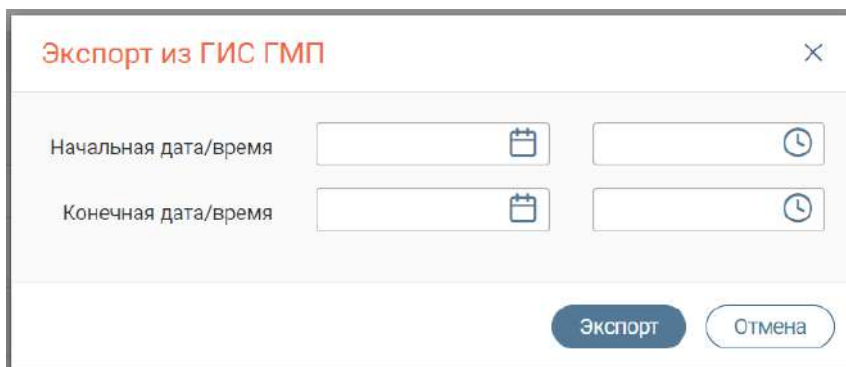 Экспорт из ГИС ГМП
Начальная дата/время
Конечная дата/время
Экспорт Отмена